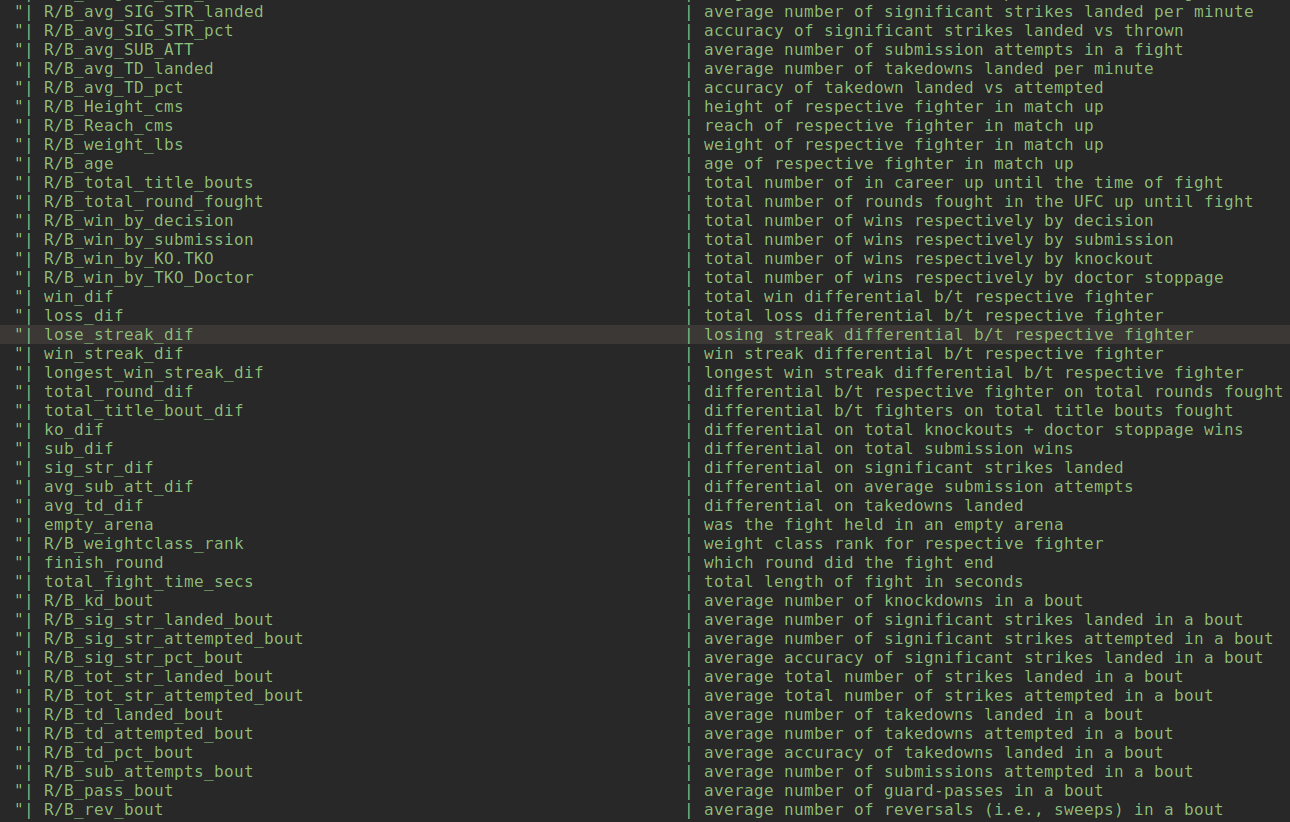 "| R/B_avg_SIG_STR_landed | average number of significant strikes landed per minute
"| R/B_avg_SIG_STR_pct | accuracy of significant strikes landed vs thrown
"| R/B_avg_SUB_ATT | average number of submission attempts in a fight
"| R/B_avg_TD_landed | average number of takedowns landed per minute
"| R/B_avg_TD_pct | accuracy of takedown landed vs attempted
"| R/B_Height_cms | height of respective fighter in match up
"| R/B_Reach_cms | reach of respective fighter in match up
"| R/B_weight_lbs | weight of respective fighter in match up
"| R/B_age | age of respective fighter in match up
"| R/B_total_title_bouts | total number of in career up until the time of fight
"| R/B_total_round_fought | total number of rounds fought in the UFC up until fight
"| R/B_win_by_decision | total number of wins respectively by decision
"| R/B_win_by_submission | total number of wins respectively by submission
"| R/B_win_by_KO.TKO | total number of wins respectively by knockout
"| R/B_win_by_TKO_Doctor | total number of wins respectively by doctor stoppage
"| win_dif | total win differential b/t respective fighter
"| loss_dif | total loss differential b/t respective fighter
"| lose_streak_dif | losing streak differential b/t respective fighter
"| win_streak_dif | win streak differential b/t respective fighter
"| longest_win_streak_dif | longest win streak differential b/t respective fighter
"| total_round_dif | differential b/t respective fighter on total rounds fought
"| total_title_bout_dif | differential b/t fighters on total title bouts fought
"| ko_dif | differential on total knockouts + doctor stoppage wins
"| sub_dif | differential on total submission wins
"| sig_str_dif | differential on significant strikes landed
"| avg_sub_att_dif | differential on average submission attempts
"| avg_td_dif | differential on takedowns landed
"| empty_arena | was the fight held in an empty arena
"| R/B_weightclass_rank | weight class rank for respective fighter
"| finish_round | which round did the fight end
"| total_fight_time_secs | total length of fight in seconds
"| R/B_kd_bout | average number of knockdowns in a bout
"| R/B_sig_str_landed_bout | average number of significant strikes landed in a bout
"| R/B_sig_str_attempted_bout | average number of significant strikes attempted in a bout
"| R/B_sig_str_pct_bout | average accuracy of significant strikes landed in a bout
"| R/B_tot_str_landed_bout | average total number of strikes landed in a bout
"| R/B_tot_str_attempted_bout | average total number of strikes attempted in a bout
"| R/B_td_landed_bout | average number of takedowns landed in a bout
"| R/B_td_attempted_bout | average number of takedowns attempted in a bout
"| R/B_td_pct_bout | average accuracy of takedowns landed in a bout
"| R/B_sub_attempts_bout | average number of submissions attempted in a bout
"| R/B_pass_bout | average number of guard-passes in a bout
"| R/B_rev_bout | average number of reversals (i.e., sweeps) in a bout